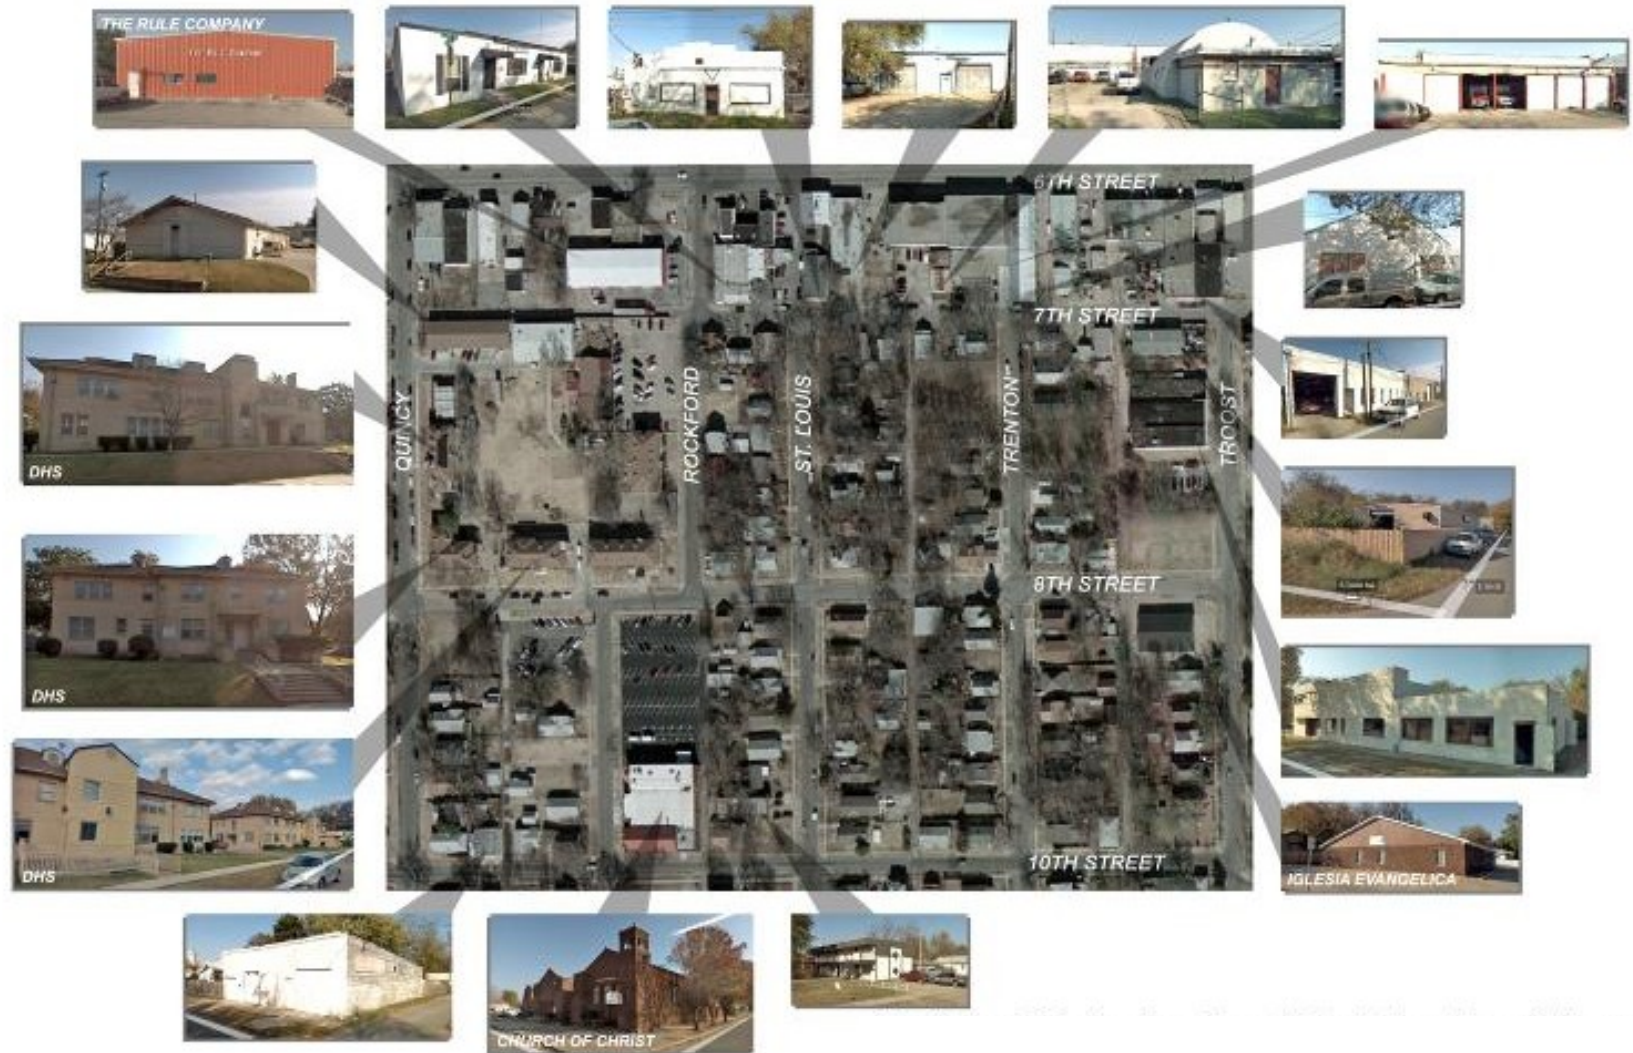 THE RULE COMPANY
6TH STREET
7TH STREET
QUINCY
ROCKFORD
ST. LOUIS
TRENTON
TROOST
DHS
8TH STREET
DHS
10TH STREET
DHS
IGLESIA EVANGELICA
CHURCH OF CHRIST